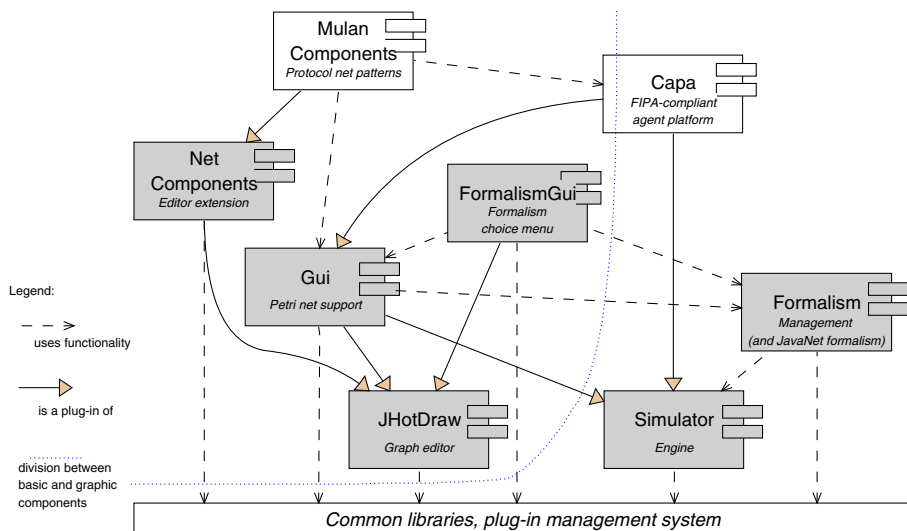 Mulan
Components
Protocol net patterns
Capa
FIPA-compliant
agent platform
Net
Components
Editor extension
FormalismGui
Formalism
choice menu
Gui
Petri net support
Formalism
Management
(and JavaNet formalism)
Legend:
uses functionality
is a plug-in of
JHotDraw
Graph editor
Simulator
Engine
division between
basic and graphic
components
Common libraries, plug-in management system